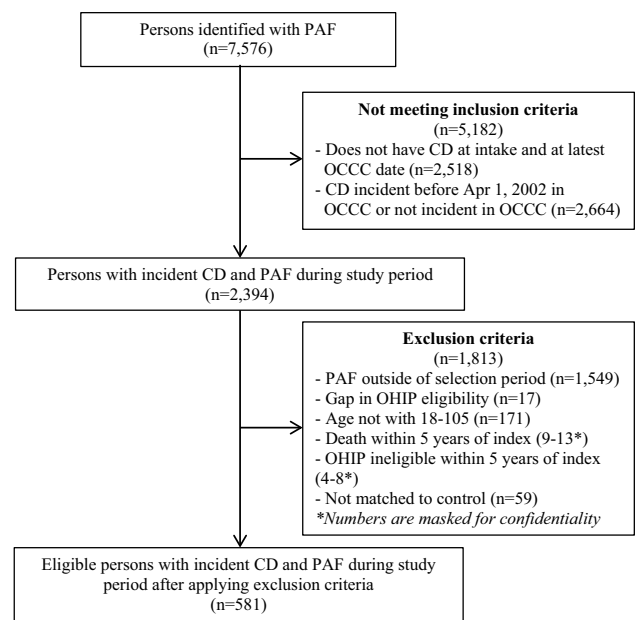 Persons identified with PAF
(n=7,576)
Not meeting inclusion criteria
(n=5,182)
- Does not have CD at intake and at latest
OCCC date (n=2,518)
- CD incident before Apr 1, 2002 in
OCCC or not incident in OCCC (n=2,664)
Persons with incident CD and PAF during study period
(n=2,394)
Exclusion criteria
(n=1,813)
- PAF outside of selection period (n=1,549)
- Gap in OHIP eligibility (n=17)
- Age not with 18-105 (n=171)
- Death within 5 years of index (9-13*)
- OHIP ineligible within 5 years of index
(4-8*)
- Not matched to control (n=59)
*Numbers are masked for confidentiality
Eligible persons with incident CD and PAF during study
period after applying exclusion criteria
(n=581)